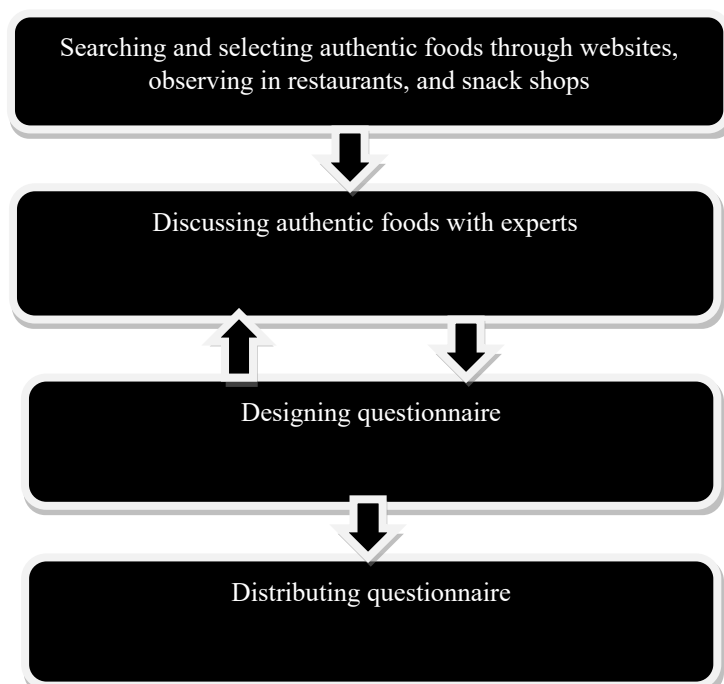 Searching and selecting authentic foods through websites,
observing in restaurants, and snack shops
Discussing authentic foods with experts
Designing questionnaire
Distributing questionnaire